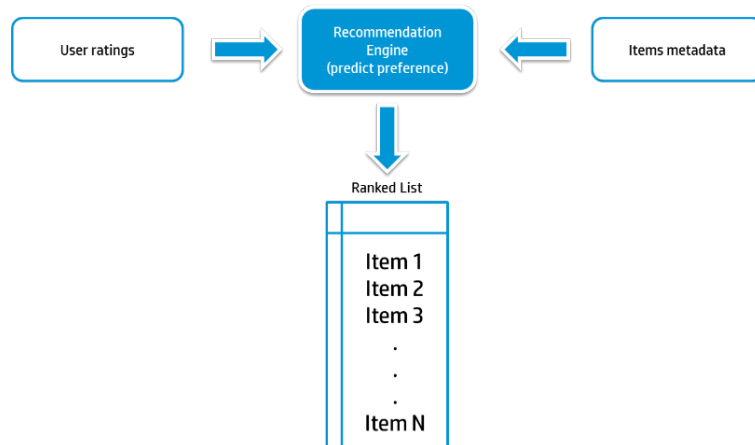 User ratings
Recommendation
Engine
(predict preference)
Items metadata
Ranked List
Item 1
Item 2
Item 3
.
.
.
Item N